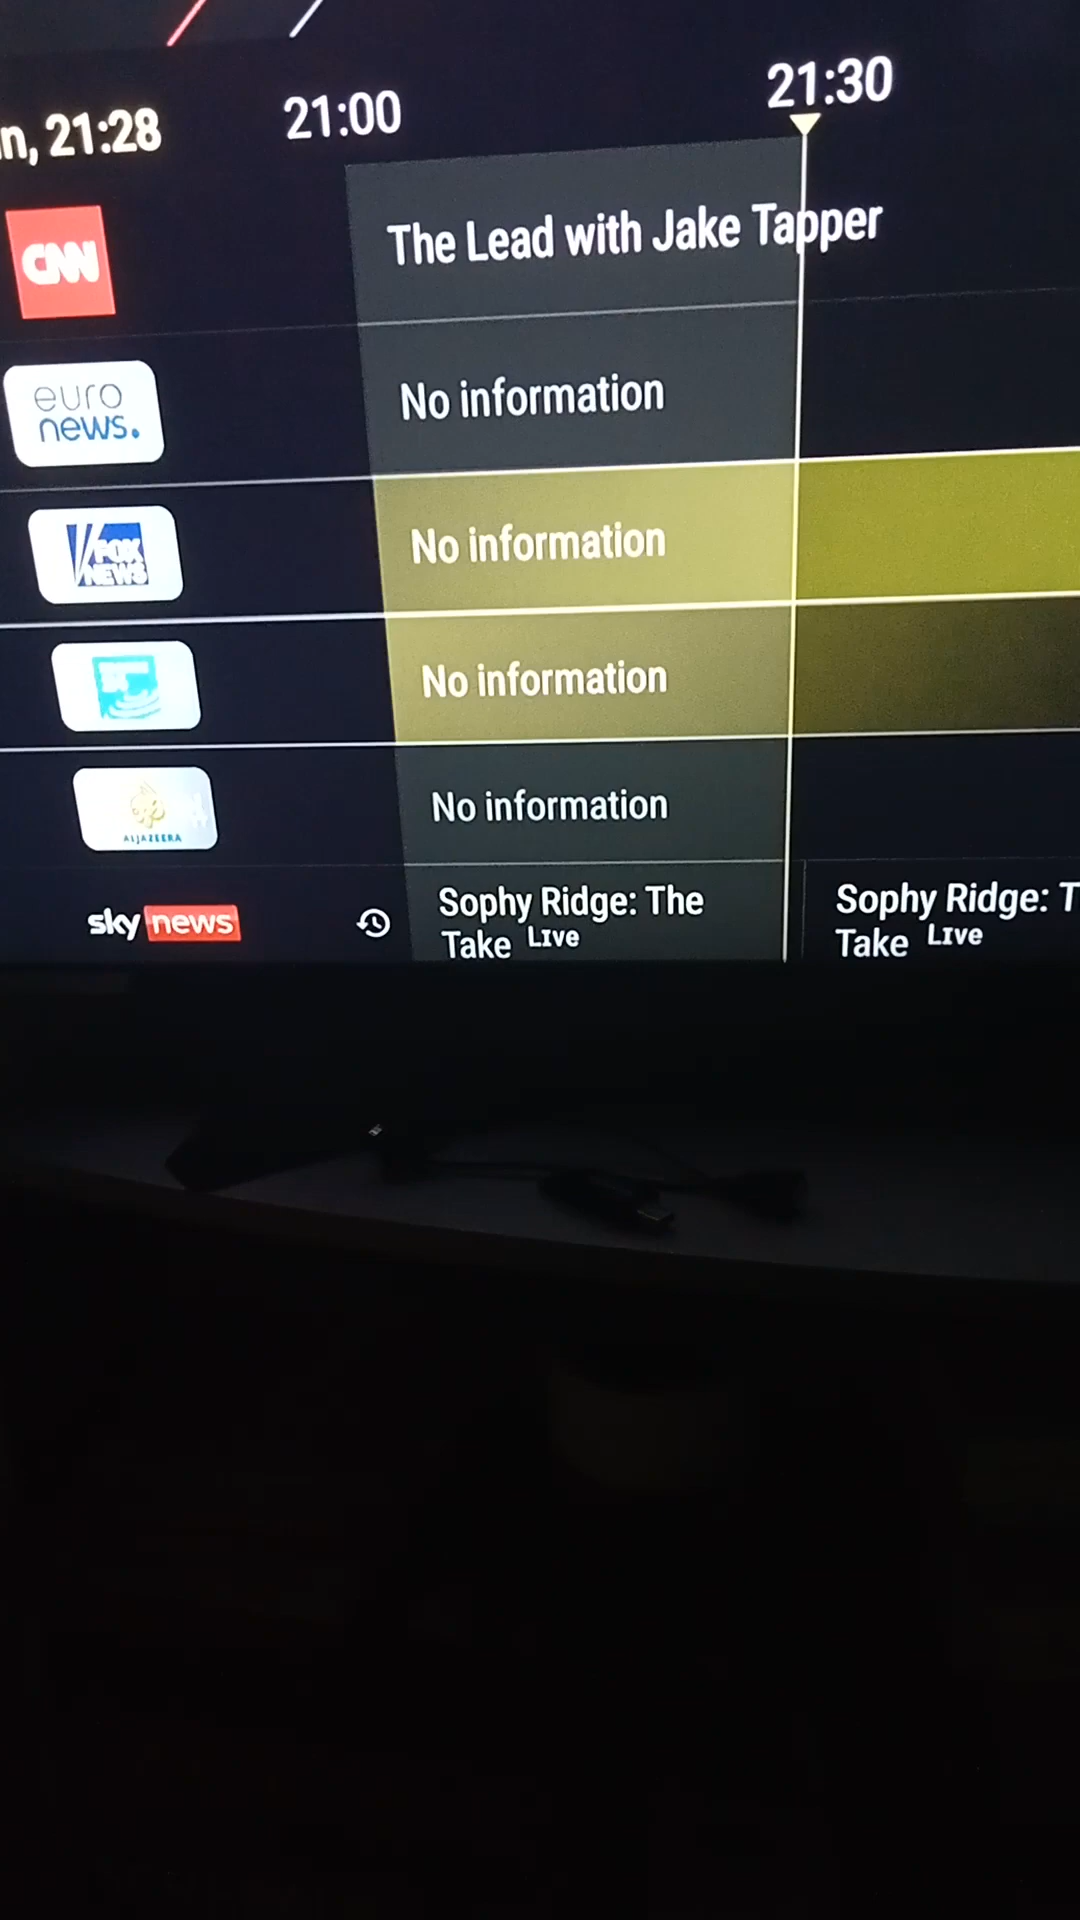 21:30
n, 21:28 21:00
CNN The Lead with Jake Tapper
euro
news.
No information
FOX
NEWS
No information
No information
No information
ALJAZEERA
sky news
Sophy Ridge: The
Take Live
Sophy Ridge: T
Take Live